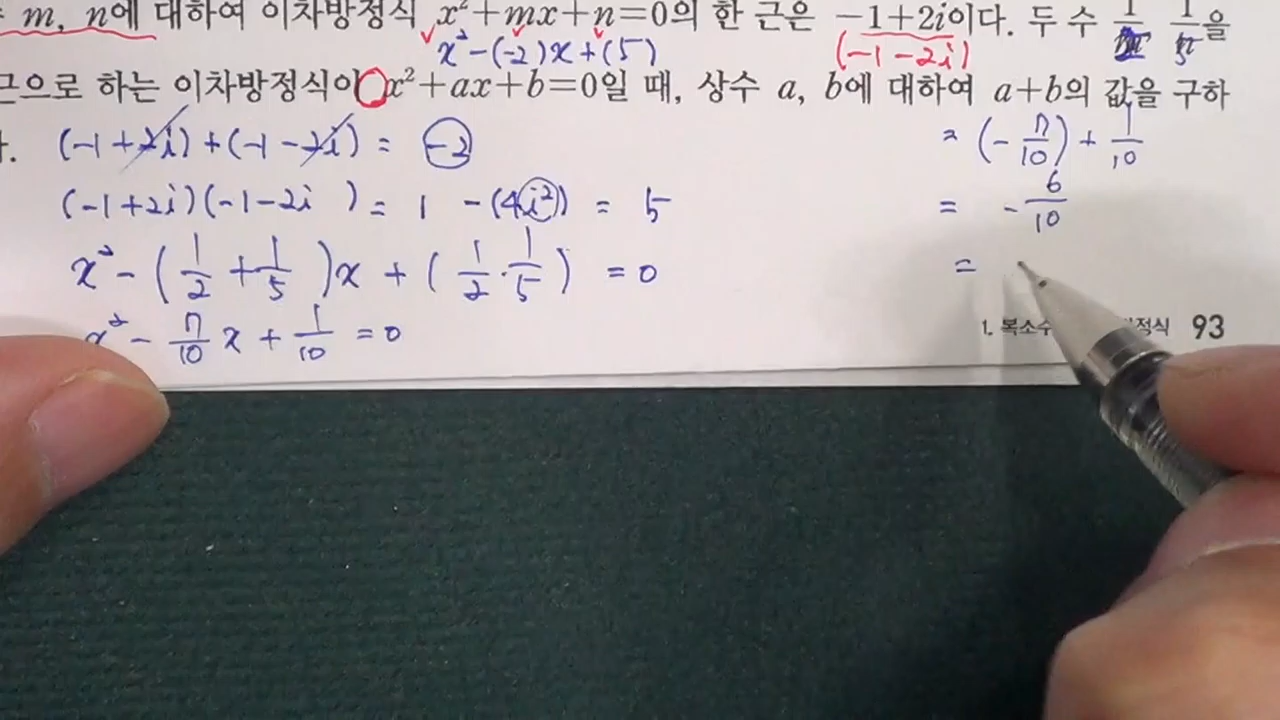 m, n에 대하여 이차방정식 x²+mx+n=0의 한 근은 -1+2i이다. 두 수 1/2, 1/5을
x²-(-2)x+(5) (-1-2i)
근으로 하는 이차방정식이 x²+ax+b=0일 때, 상수 a, b에 대하여 a+b의 값을 구하
(-1+2i)+(-1-2i) = -2 = (-7/10)+1/10
(-1+2i)(-1-2i ) = 1 -(4i²) = 5 = -6/10
x²-(1/2+1/5)x+(1/2·1/5) =0 =
x²-7/10x+1/10=0
1. 복소수 정식 93